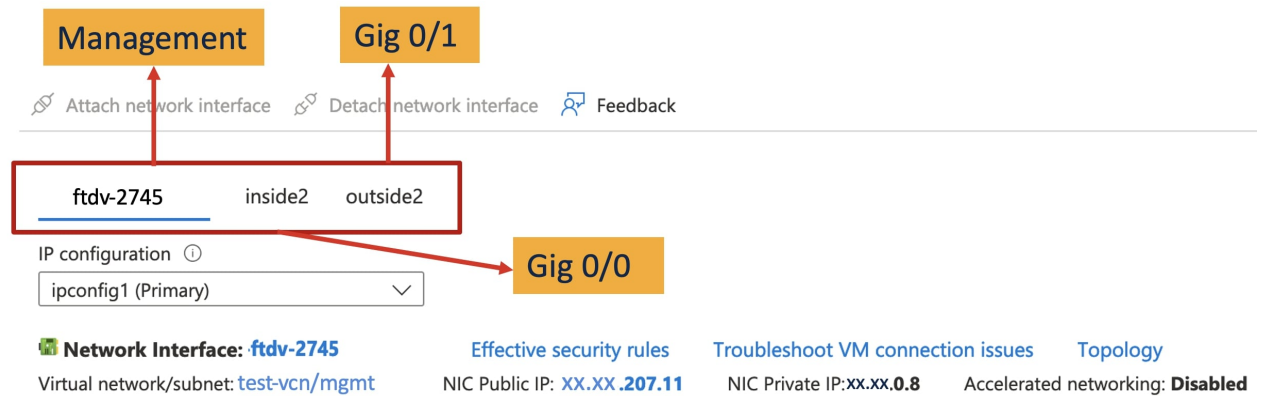 Management
Gig 0/1
Attach network interface Detach network interface Feedback
ftdv-2745 inside2 outside2
IP configuration
Gig 0/0
ipconfig1 (Primary)
Network Interface: ftdv-2745 Effective security rules Troubleshoot VM connection issues Topology
Virtual network/subnet: test-vcn/mgmt NIC Public IP: XX.XX.207.11 NIC Private IP:xx.xx.0.8 Accelerated networking: Disabled